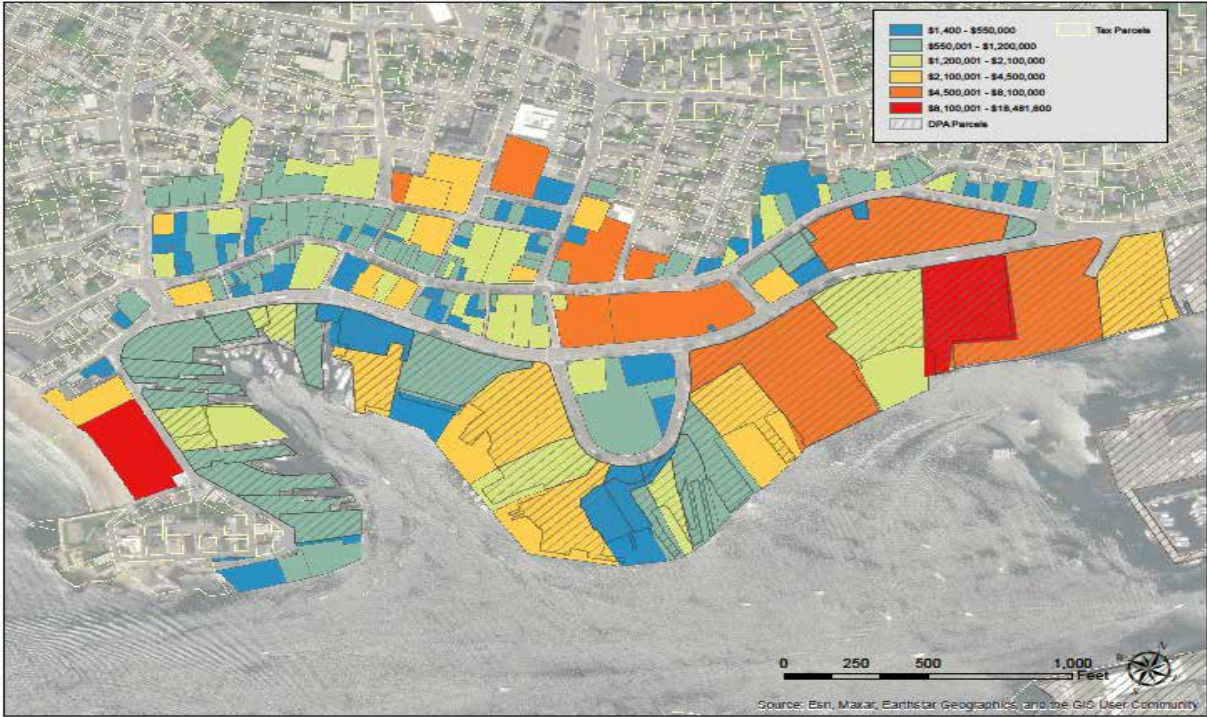 $1,400 - $550,000
$550,001 - $1,200,000
$1,200,001 - $2,100,000
$2,100,001 - $4,500,000
$4,500,001 - $8,100,000
$8,100,001 - $18,481,800
DPA Parcels
Tax Parcels
0 250 500 1,000
Feet
Source: Esri, Maxar, Earthstar Geographics, and the GIS User Community